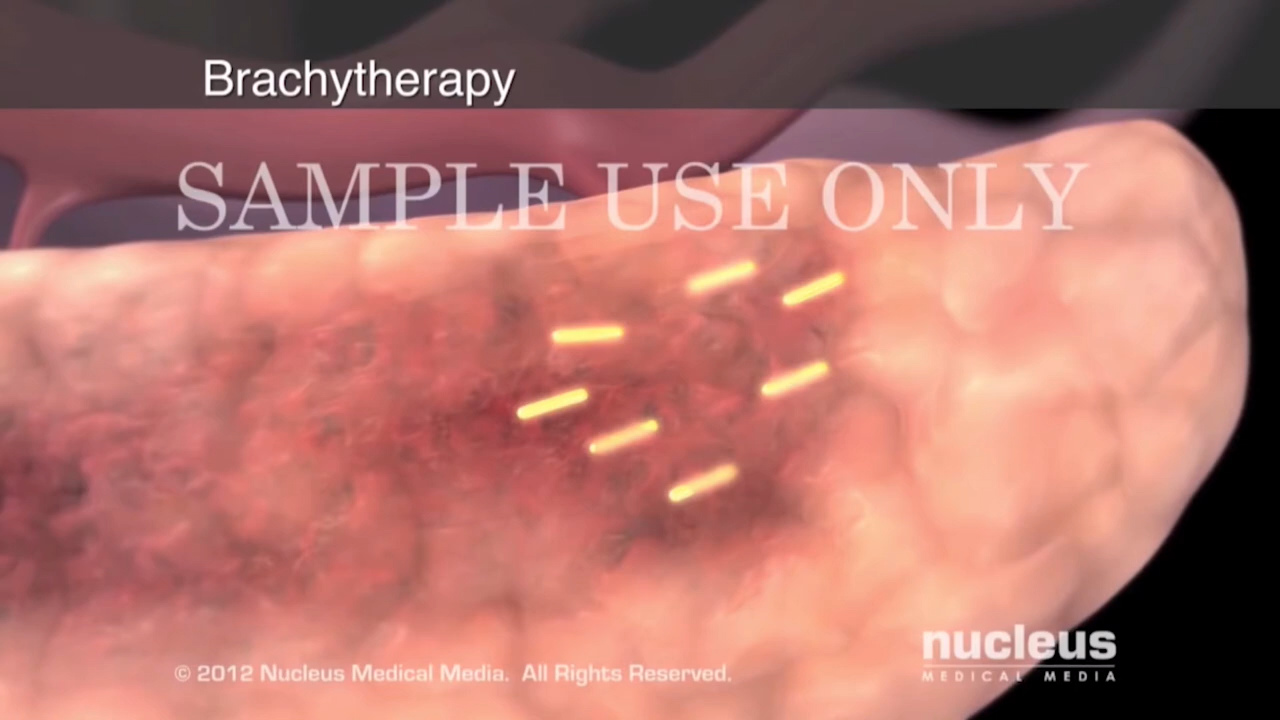 Brachytherapy
SAMPLE USE ONLY
nucleus
MEDICAL MEDIA
© 2012 Nucleus Medical Media. All Rights Reserved.